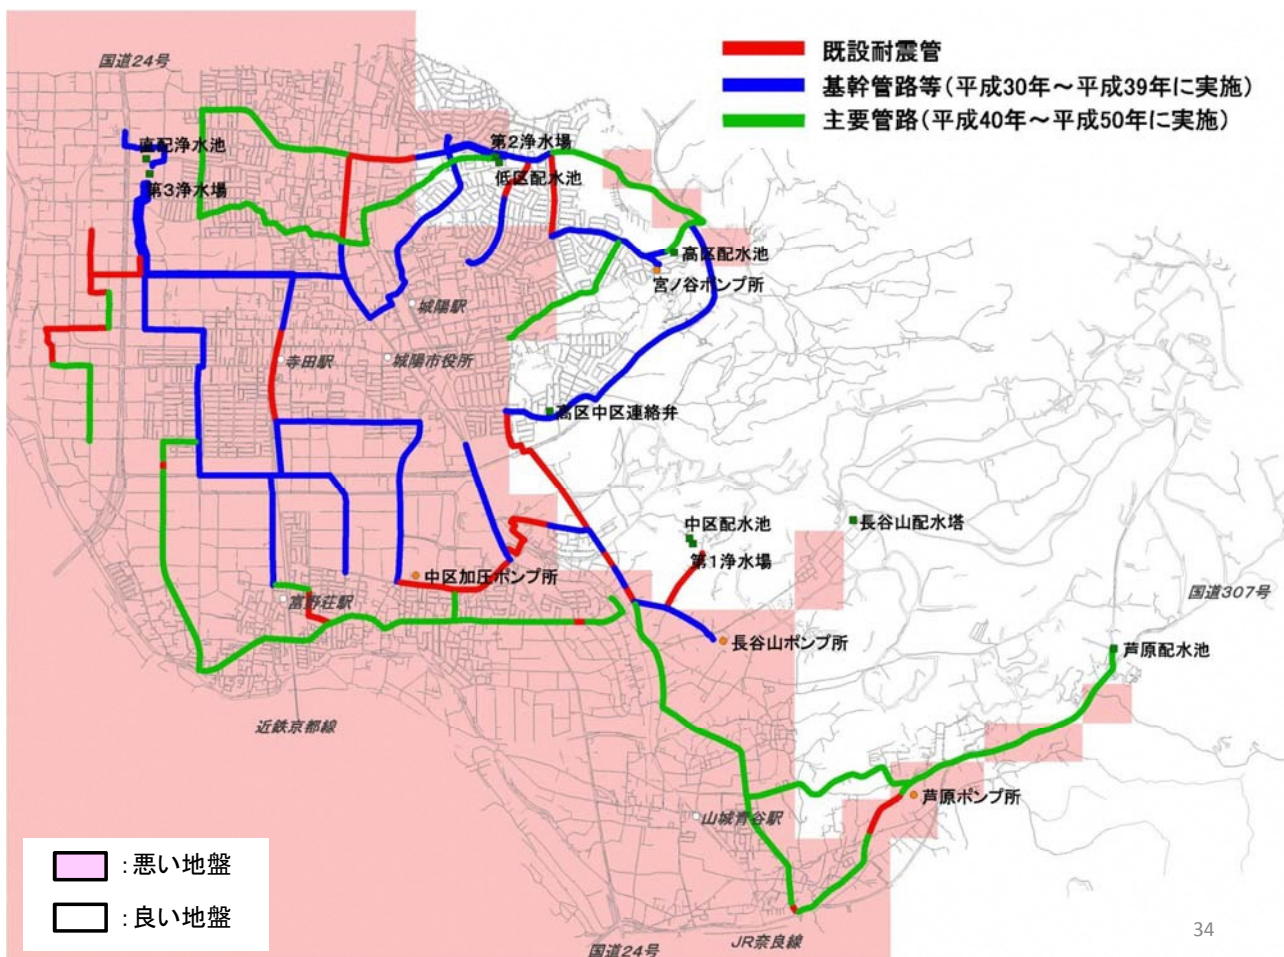 国道24号
既設耐震管
基幹管路等(平成30年～平成39年に実施)
主要管路(平成40年～平成50年に実施)
直配浄水池
第3浄水場
第2浄水場
低区配水池
高区配水池
宮ノ谷ポンプ所
城陽駅
寺田駅
城陽市役所
高区中区連絡弁
中区配水池
第1浄水場
長谷山配水塔
中区加圧ポンプ所
富野荘駅
国道307号
長谷山ポンプ所
芦原配水池
近鉄京都線
芦原ポンプ所
山城青谷駅
:悪い地盤
:良い地盤
国道24号
JR奈良線
34